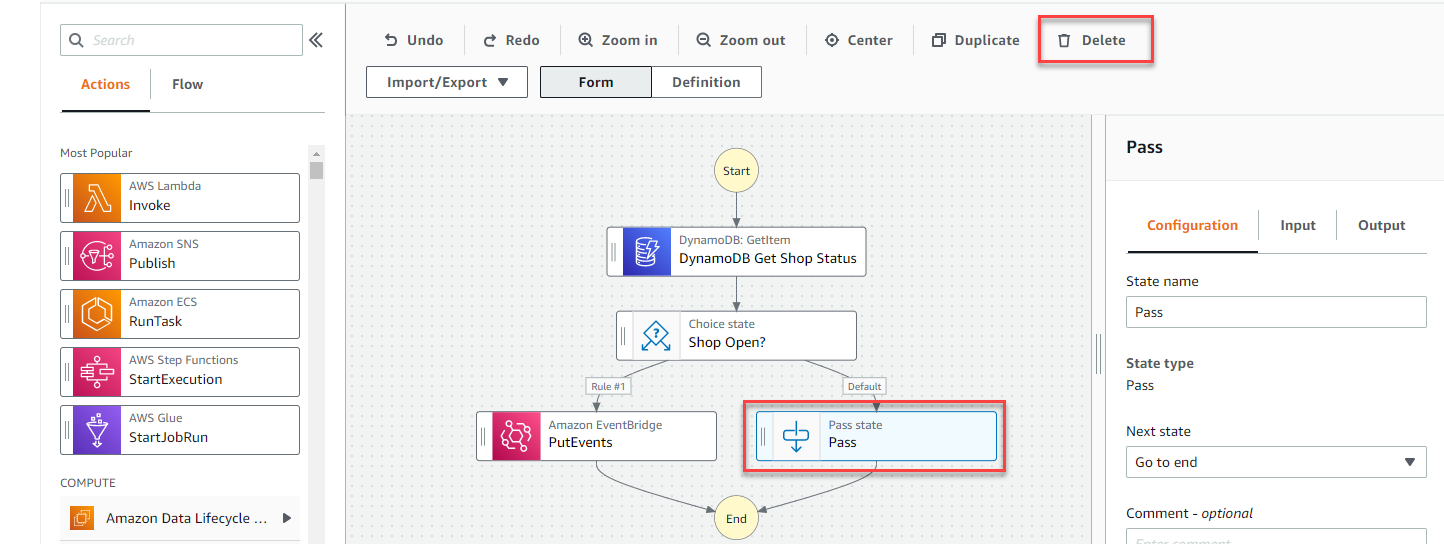 Search
Undo
Redo
Zoom in
Zoom out
Center
Duplicate
Delete
Actions
Flow
Import/Export
Form
Definition
Most Popular
AWS Lambda
Invoke
Amazon SNS
Publish
Amazon ECS
RunTask
AWS Step Functions
StartExecution
AWS Glue
StartJobRun
COMPUTE
Amazon Data Lifecycle ...
Start
DynamoDB: GetItem
DynamoDB Get Shop Status
Choice state
Shop Open?
Rule #1
Default
Amazon EventBridge
PutEvents
Pass state
Pass
End
Pass
Configuration
Input
Output
State name
Pass
State type
Pass
Next state
Go to end
Comment - optional
Enter comment